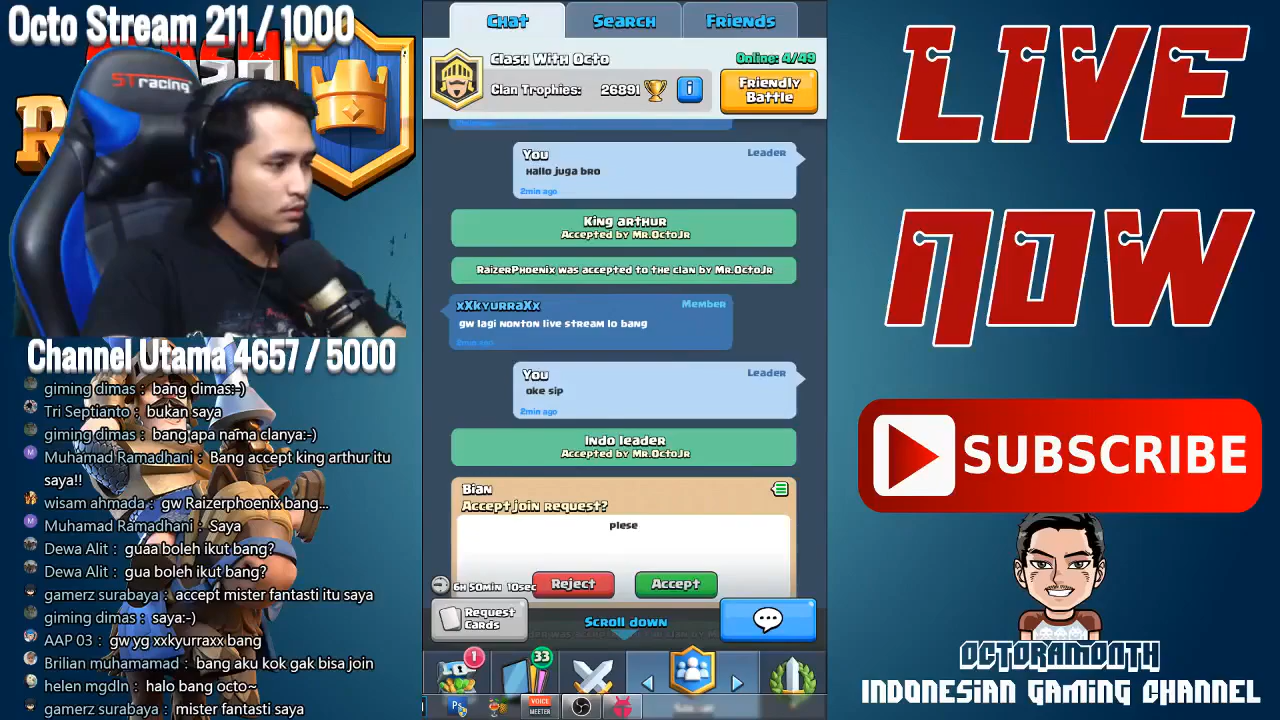 Octo Stream 211 / 1000
STracing
Channel Utama 4657 / 5000
giming dimas : bang dimas:-)
Tri Septianto : bukan saya
giming dimas : bang apa nama clanya:-)
Muhamad Ramadhani : Bang accept king arthur itu
saya!!
wisam ahmada : gw Raizerphoenix bang...
Muhamad Ramadhani : Saya
Dewa Alit : guaa boleh ikut bang?
Dewa Alit : gua boleh ikut bang?
gamerz surabaya : accept mister fantasti itu saya
giming dimas : saya:-)
AAP 03 : gw yg xxkyurraxx bang
Brilian muhamamad : bang aku kok gak bisa join
helen mgdln : halo bang octo~
gamerz surabaya : mister fantasti saya
Chat
Search
Friends
Clash With Octo
Online: 4/49
Clan Trophies: 26891
Friendly
Battle
You
Leader
Hallo juga bro
2min ago
King arthur
Accepted by Mr.OctoJr
RaizerPhoenix was accepted to the clan by Mr.OctoJr
xXkyurraXx
Member
gw lagi nonton live stream lo bang
2min ago
You
Leader
oke sip
2min ago
Indo leader
Accepted by Mr.OctoJr
Bian
Accept join request?
plese
6h 50min 10sec
Reject
Accept
Request
Cards
Scroll down
1
33
VOICE
MEETER
LIVE
NOW
SUBSCRIBE
OCTORAMONTH
INDONESIAN GAMING CHANNEL